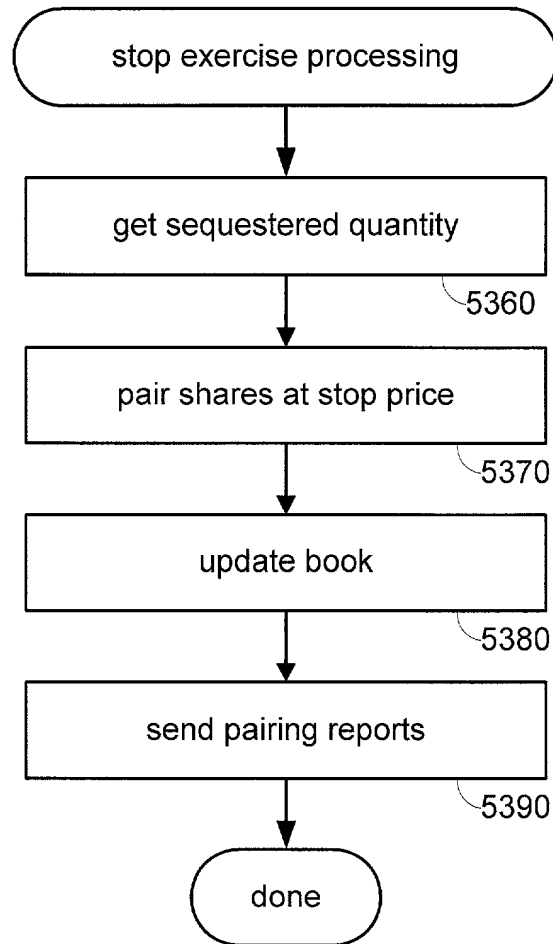 stop exercise processing
get sequestered quantity
5360
pair shares at stop price
5370
update book
5380
send pairing reports
5390
done